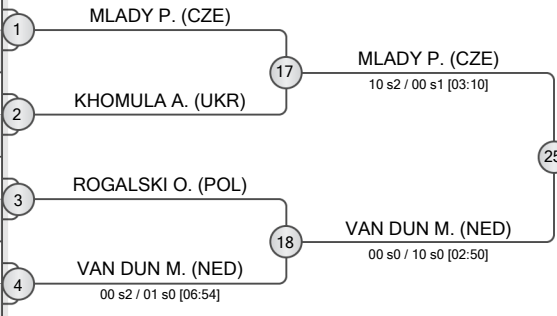 1
MLADY P. (CZE)
17
MLADY P. (CZE)
10 s2 / 00 s1 [03:10]
2
KHOMULA A. (UKR)
25
3
ROGALSKI O. (POL)
18
VAN DUN M. (NED)
00 s0 / 10 s0 [02:50]
4
VAN DUN M. (NED)
00 s2 / 01 s0 [06:54]